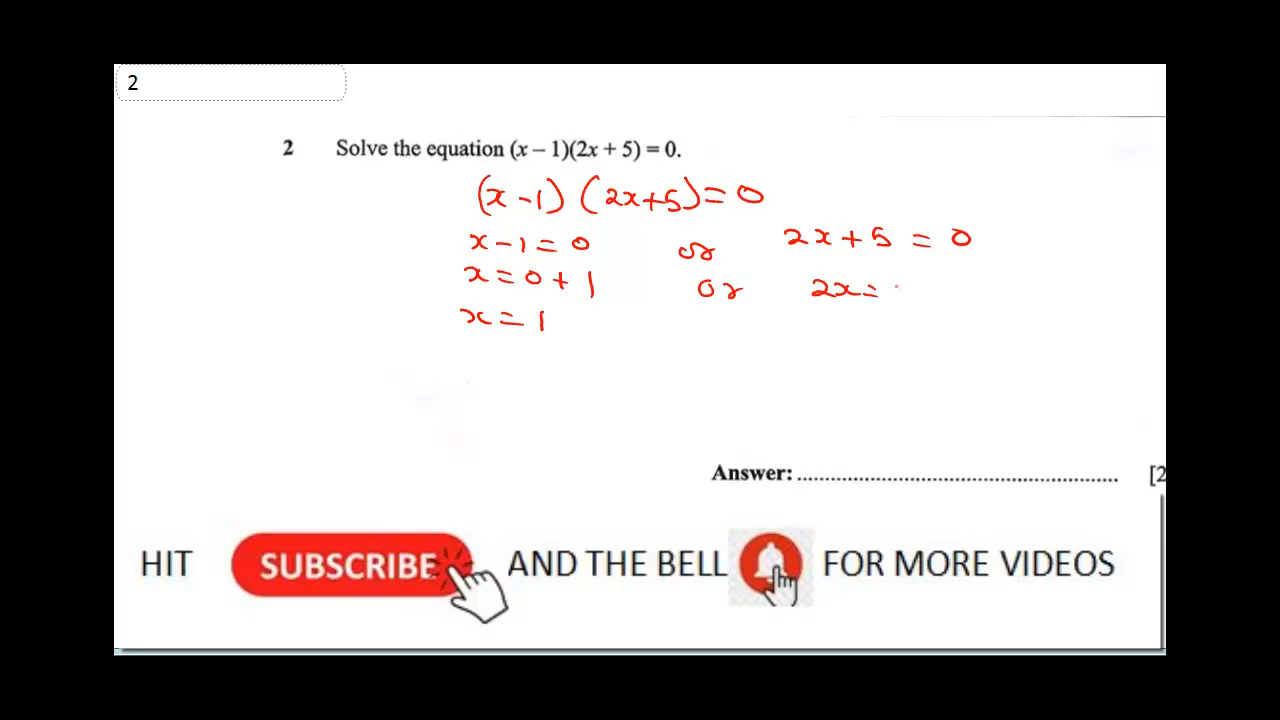 2
2 Solve the equation (x – 1)(2x + 5) = 0.
(x - 1) (2x+5) = 0
x - 1 = 0 or 2x + 5 = 0
x = 0 + 1 or 2x =
x = 1
Answer: ........................................................................ [2
HIT SUBSCRIBE AND THE BELL FOR MORE VIDEOS